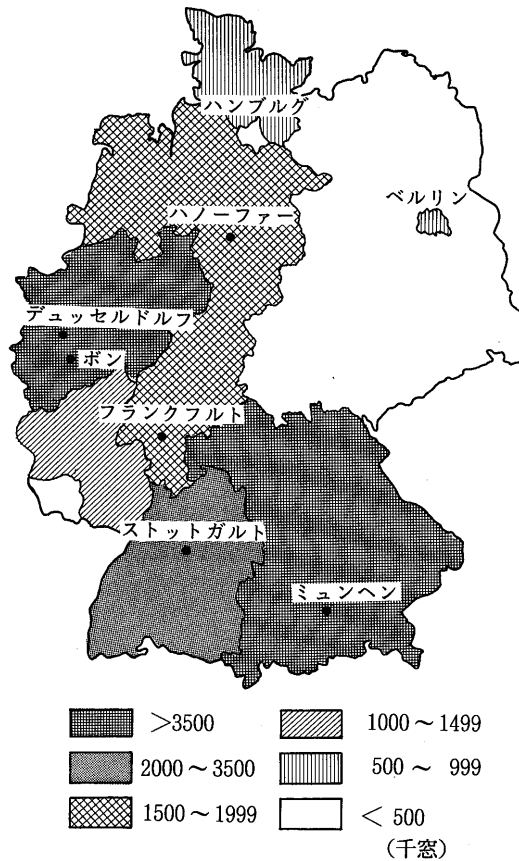 ハンブルグ
ベルリン
ハノーファー
デュッセルドルフ
ボン
フランクフルト
ストットガルト
ミュンヘン
>3500
1000～1499
2000～3500
500～ 999
1500～1999
< 500
(千窓)